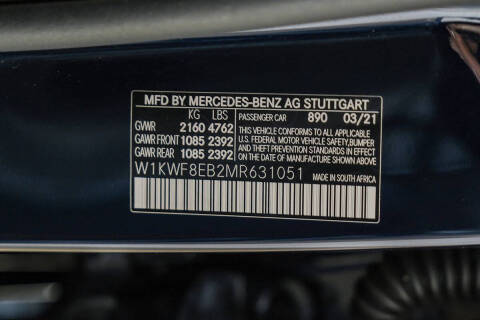 MFD BY MERCEDES-BENZ AG STUTTGART
KG LBS PASSENGER CAR 890 03/21
GVWR 2160 4762 THIS VEHICLE CONFORMS TO ALL APPLICABLE
GAWR FRONT 1085 2392 U.S. FEDERAL MOTOR VEHICLE SAFETY, BUMPER,
GAWR REAR 1085 2392 AND THEFT PREVENTION STANDARDS IN EFFECT
ON THE DATE OF MANUFACTURE SHOWN ABOVE.
W1KWF8EB2MR631051 MADE IN SOUTH AFRICA